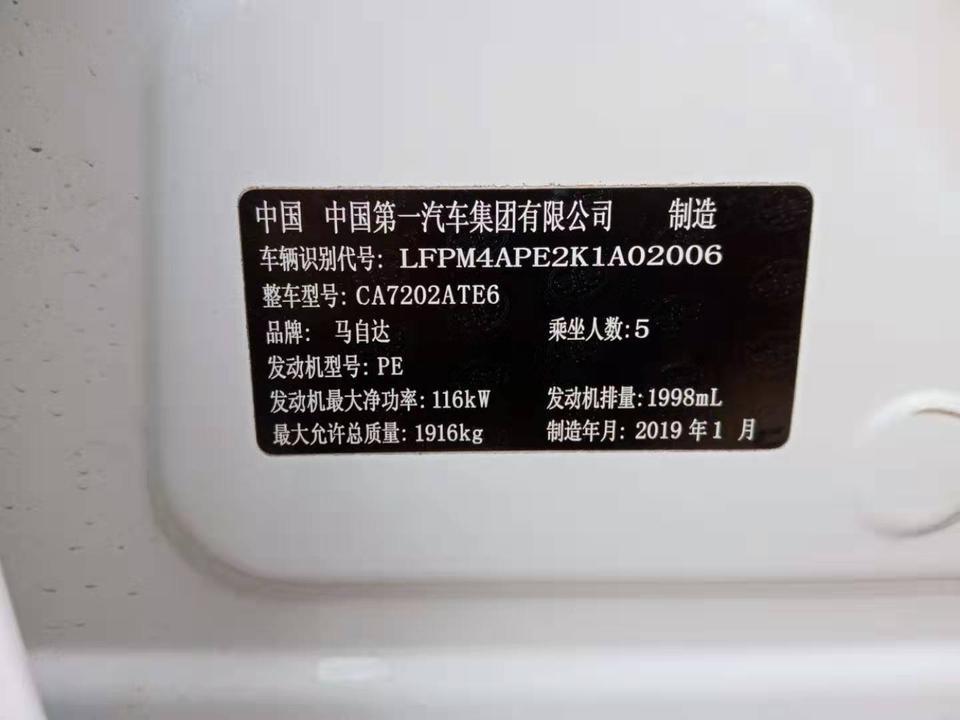 中国 中国第一汽车集团有限公司 制造
车辆识别代号: LFPM4APE2K1A02006
整车型号: CA7202ATE6
品牌: 马自达 乘坐人数:5
发动机型号: PE
发动机最大净功率: 116kW 发动机排量: 1998mL
最大允许总质量: 1916kg 制造年月: 2019 年 1 月